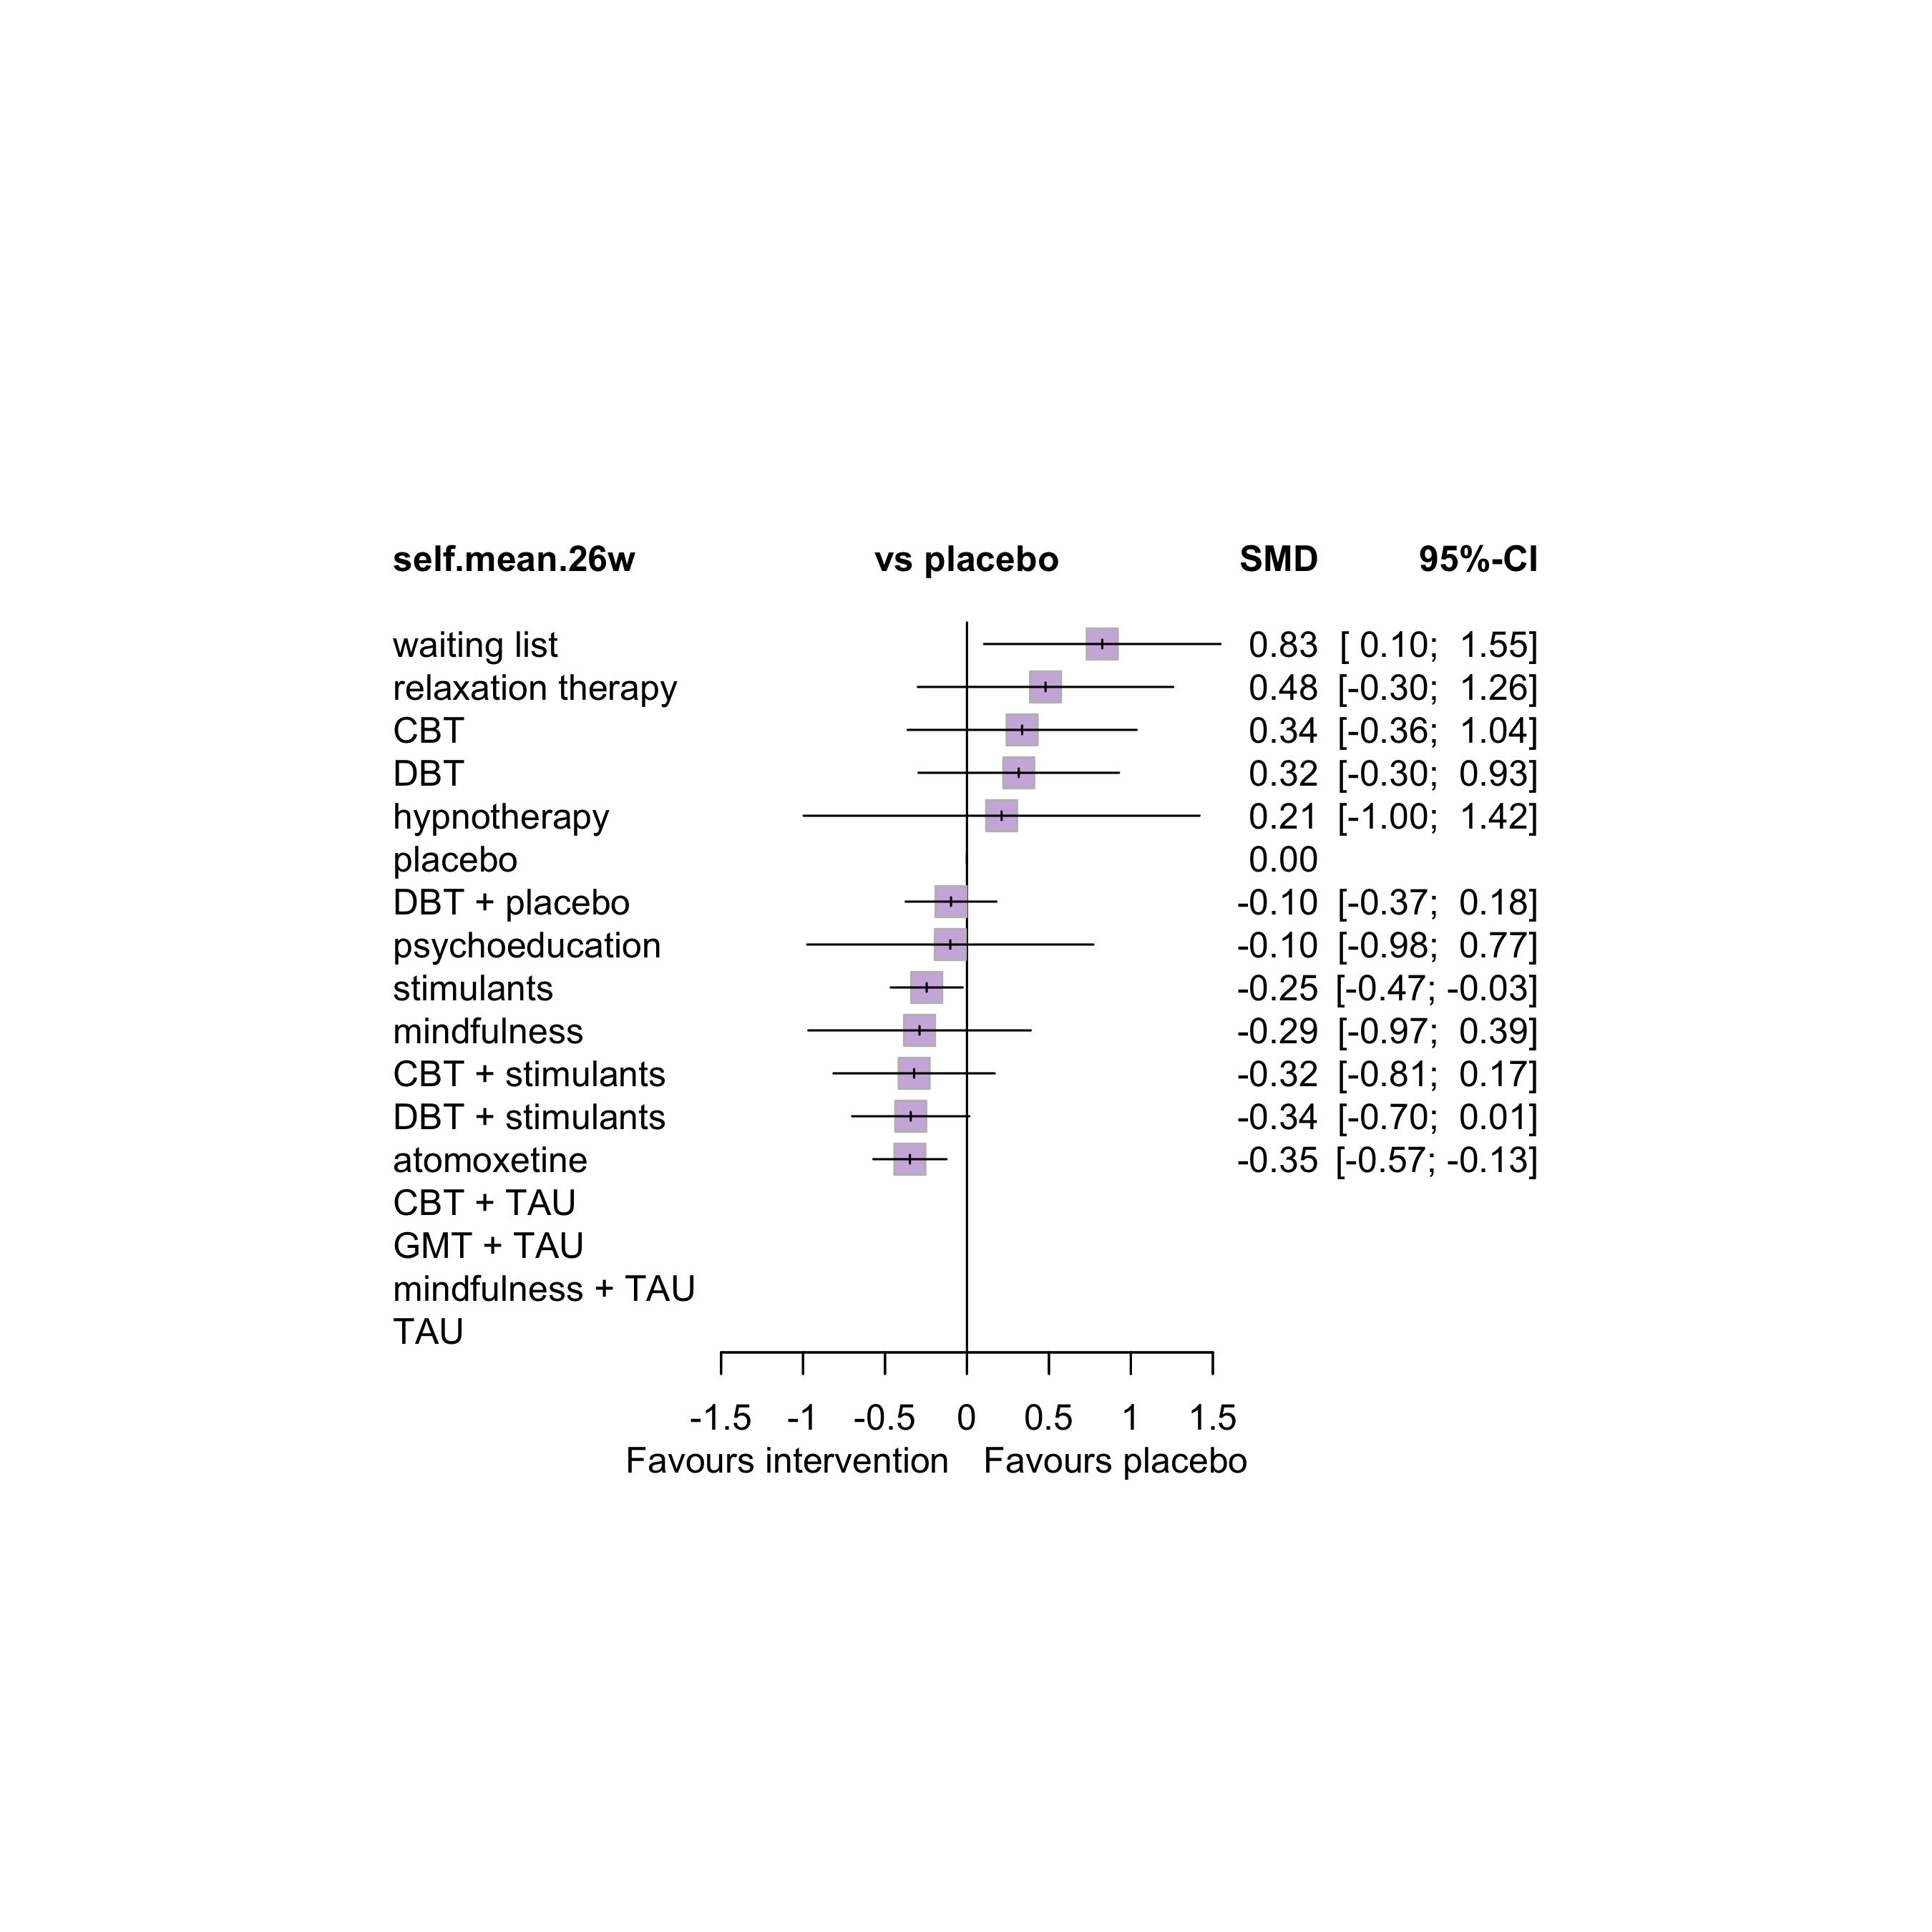 self.mean.26w vs placebo SMD 95%-CI
waiting list 0.83 [ 0.10; 1.55]
relaxation therapy 0.48 [-0.30; 1.26]
CBT 0.34 [-0.36; 1.04]
DBT 0.32 [-0.30; 0.93]
hypnotherapy 0.21 [-1.00; 1.42]
placebo 0.00
DBT + placebo -0.10 [-0.37; 0.18]
psychoeducation -0.10 [-0.98; 0.77]
stimulants -0.25 [-0.47; -0.03]
mindfulness -0.29 [-0.97; 0.39]
CBT + stimulants -0.32 [-0.81; 0.17]
DBT + stimulants -0.34 [-0.70; 0.01]
atomoxetine -0.35 [-0.57; -0.13]
CBT + TAU
GMT + TAU
mindfulness + TAU
TAU
-1.5 -1 -0.5 0 0.5 1 1.5
Favours intervention Favours placebo